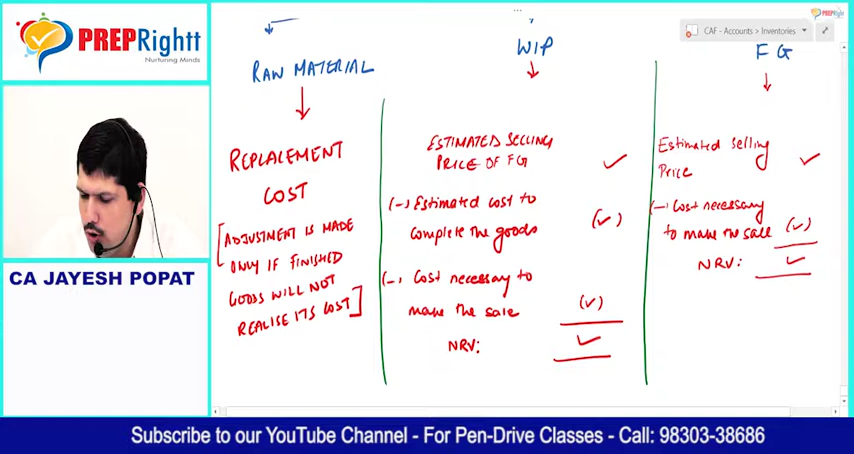 PREPRightt
Nurturing Minds
CAF - Accounts > Inventories
PREPRightt
RAW MATERIAL
REPLACEMENT
COST
[ADJUSTMENT IS MADE
ONLY IF FINISHED
GOODS WILL NOT
REALISE ITS COST]
WIP
ESTIMATED SELLING
PRICE OF FG ✓
(-) Estimated cost to
complete the goods (✓)
(-) Cost necessary to
make the sale (✓)
NRV: ✓
FG
Estimated selling
Price ✓
(-) Cost necessary
to make the sale (✓)
NRV: ✓
CA JAYESH POPAT
Subscribe to our YouTube Channel - For Pen-Drive Classes - Call: 98303-38686